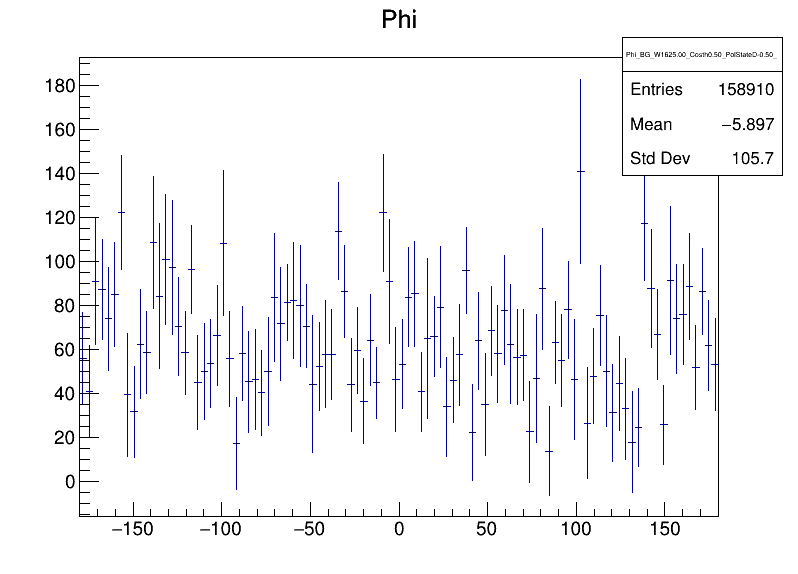 Phi
Phi_BG_W1625.00_Costh0.50_PolStateD-0.50_
Entries 158910
Mean −5.897
Std Dev 105.7
180
160
140
120
100
80
60
40
20
0
−150 −100 −50 0 50 100 150